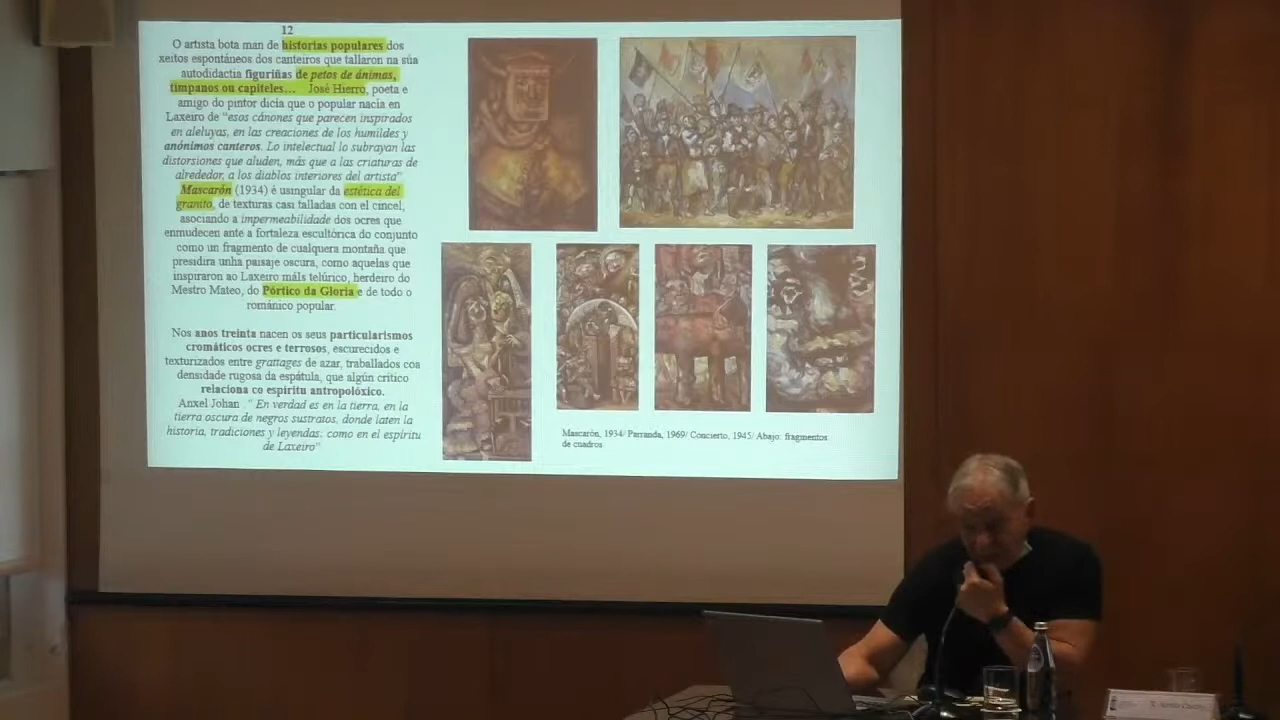 12
O artista bota man de historias populares dos
xeitos espontáneos dos canteiros que tallaron na súa
autodidactia figuriñas de petos de ánimas,
tímpanos ou capiteles... José Hierro, poeta e
amigo do pintor dicía que o popular nacía en
Laxeiro de "esos cánones que parecen inspirados
en aleluyas, en las creaciones de los humildes y
anónimos canteros. Lo intelectual lo subrayan las
distorsiones que aluden, más que a las criaturas de
alrededor, a los diablos interiores del artista"
Mascarón (1934) é usingular da estética del
granito, de texturas casi talladas con el cincel,
asociando a impermeabilidade dos ocres que
enmudecen ante a fortaleza escultórica do conjunto
como un fragmento de cualquera montaña que
presidira unha paisaje oscura, como aquelas que
inspiraron ao Laxeiro máis telúrico, herdeiro do
Mestro Mateo, do Pórtico da Gloria e de todo o
románico popular.
Nos anos treinta nacen os seus particularismos
cromáticos ocres e terrosos, escurecidos e
texturizados entre grattages de azar, traballados coa
densidade rugosa da espátula, que algún crítico
relaciona co espíritu antropolóxico.
Anxel Johan " En verdad es en la tierra, en la
tierra oscura de negros sustratos, donde laten la
historia, tradiciones y leyendas; como en el espíritu
de Laxeiro"
Mascarón, 1934/ Parranda, 1969/ Concierto, 1945/ Abajo: fragmentos
de cuadros